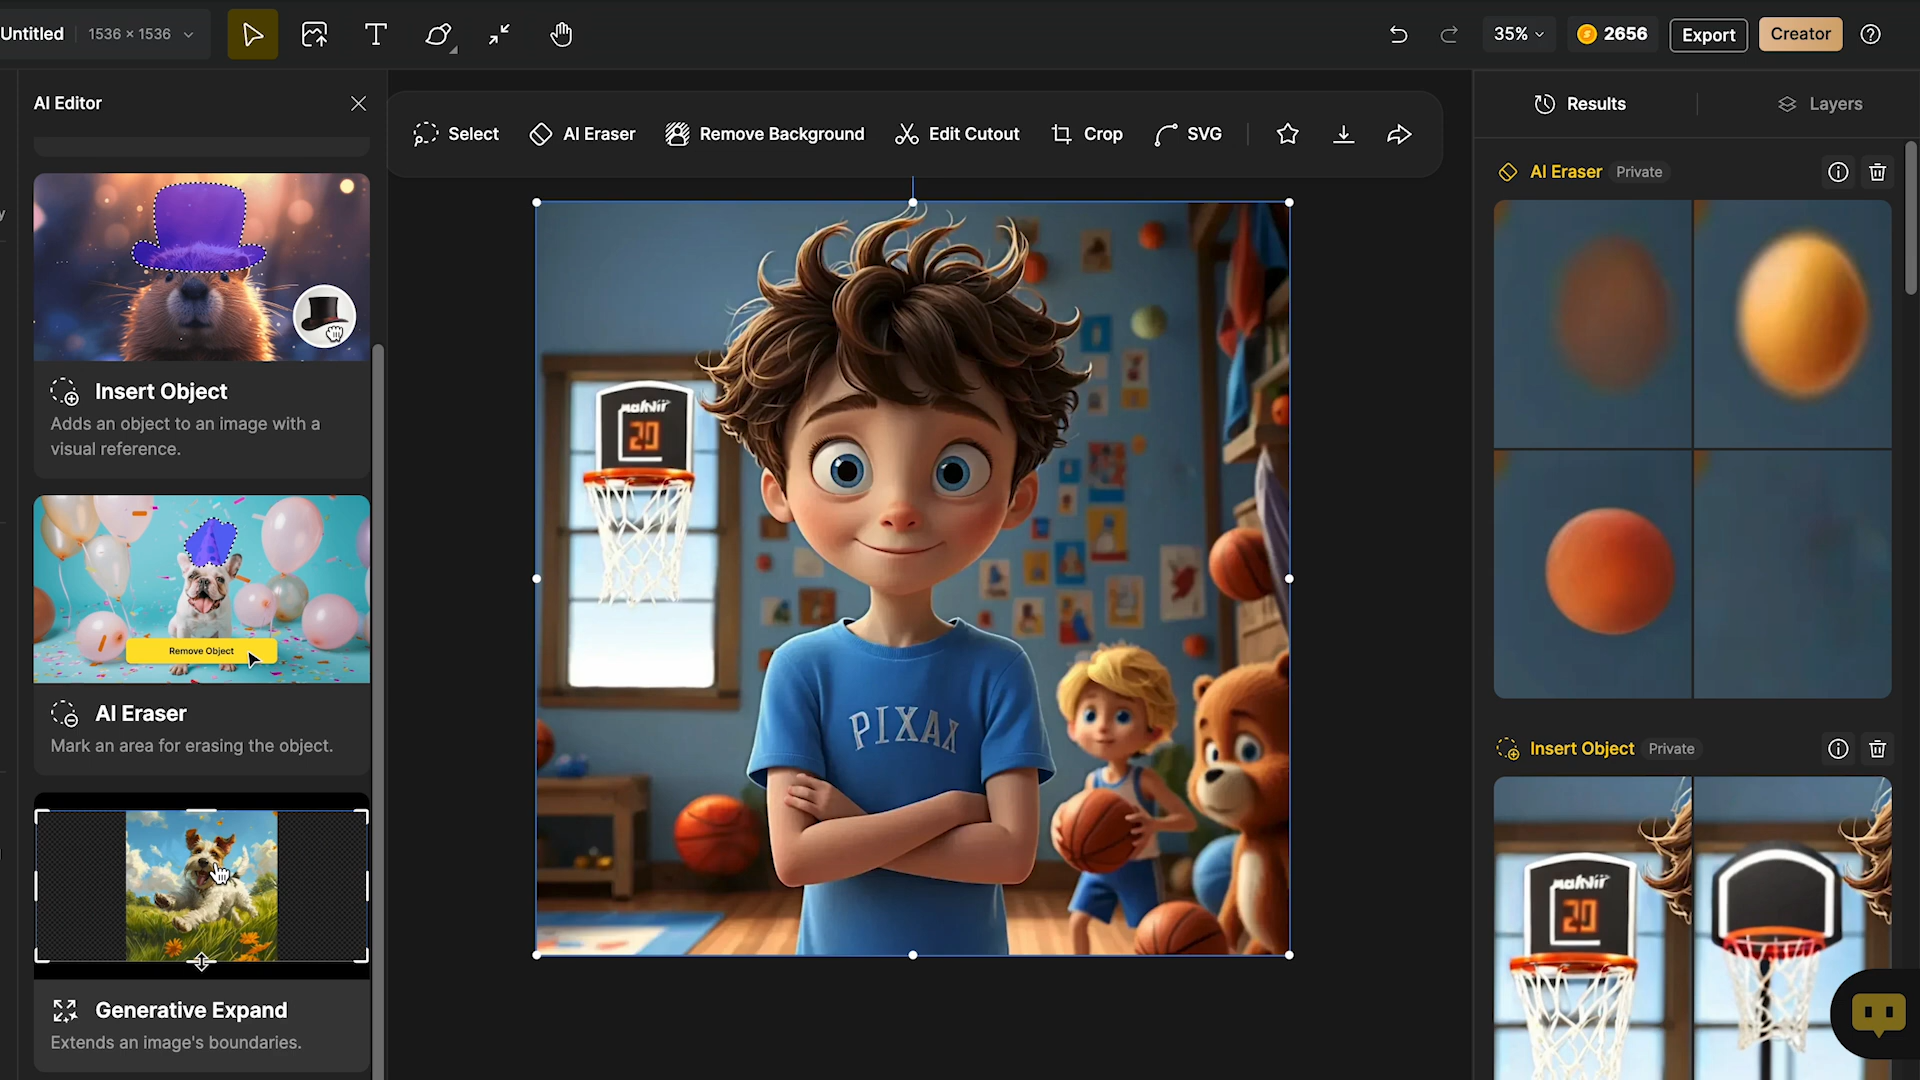 Untitled 1536 × 1536
35% 2656 Export Creator
AI Editor
Insert Object
Adds an object to an image with a
visual reference.
Remove Object
AI Eraser
Mark an area for erasing the object.
Generative Expand
Extends an image's boundaries.
Select AI Eraser Remove Background Edit Cutout Crop SVG
20
PIXAX
Results Layers
AI Eraser Private
Insert Object Private
20